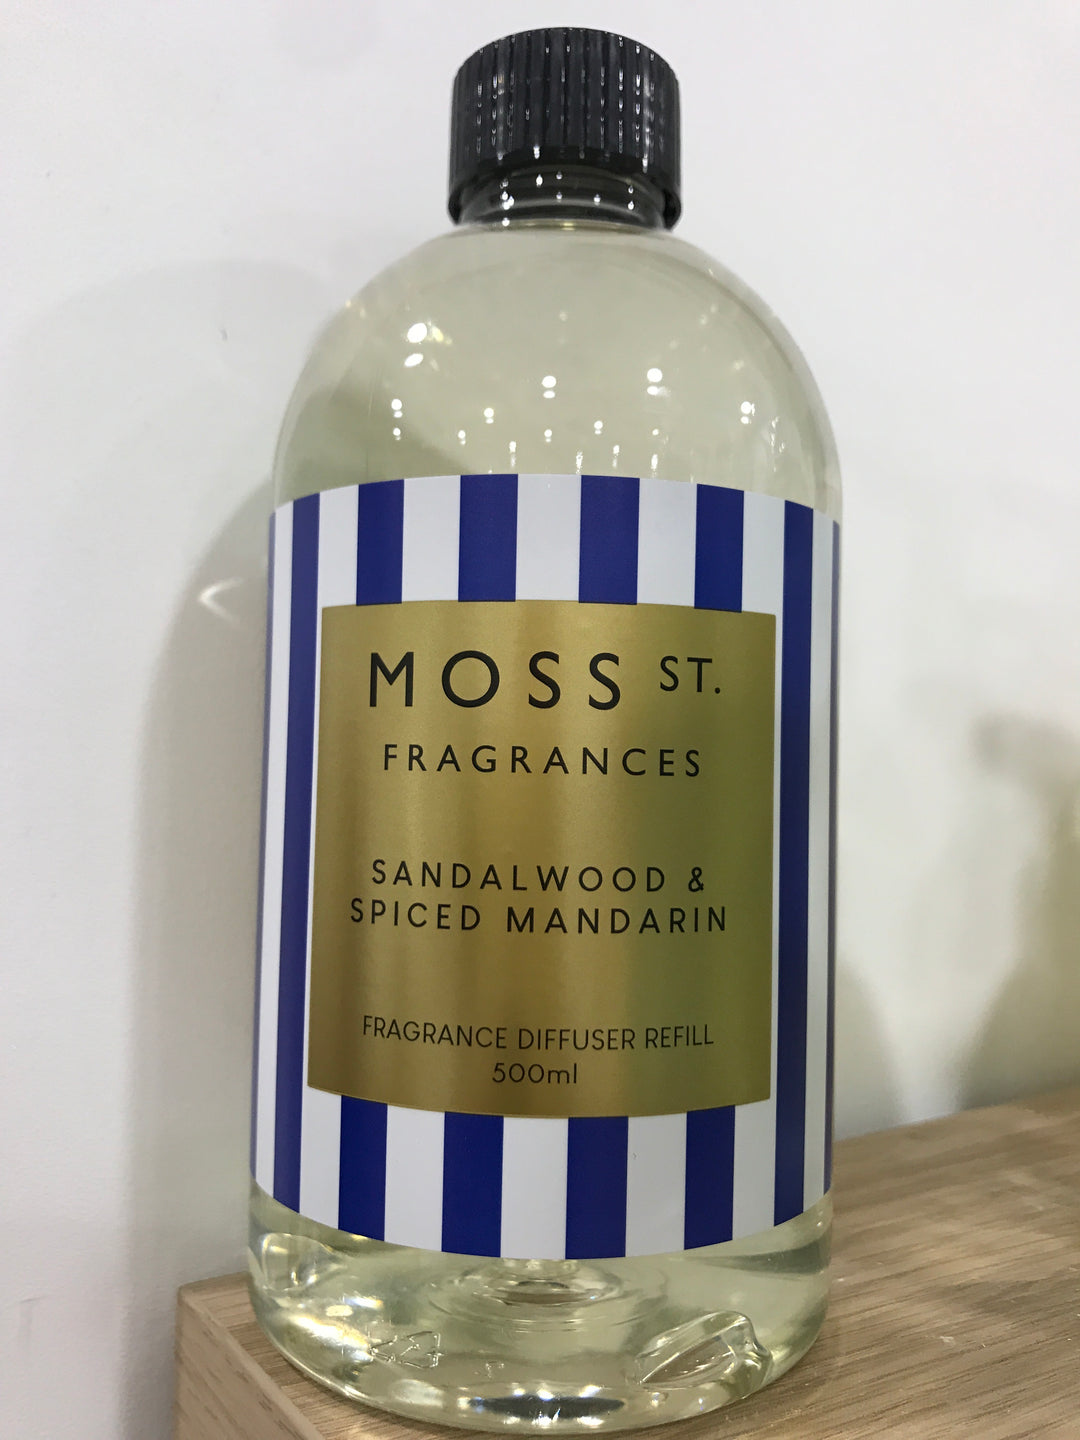 MOSS ST.
FRAGRANCES
SANDALWOOD &
SPICED MANDARIN
FRAGRANCE DIFFUSER REFILL
500ml